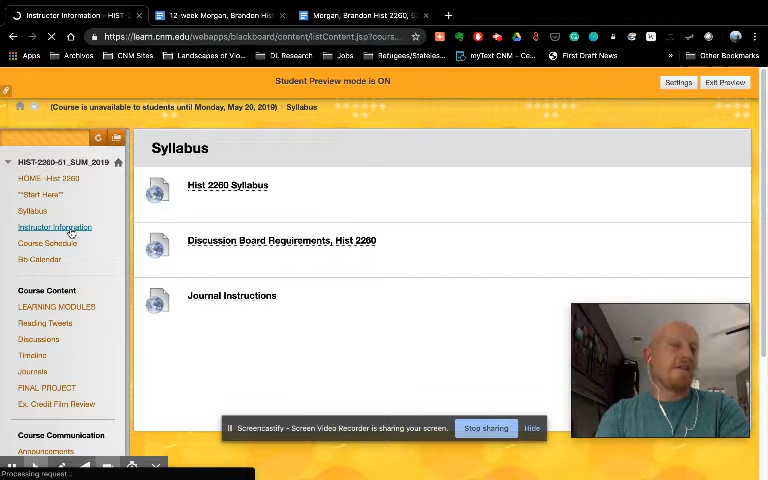 Instructor Information – HIST-
12-week Morgan, Brandon Hist
Morgan, Brandon Hist 2260, 6
https://learn.cnm.edu/webapps/blackboard/content/listContent.jsp?cours...
Apps
Archivos
CNM Sites
Landscapes of Vio...
DL Research
Jobs
Refugees/Stateles...
myText CNM – Ce...
First Draft News
»
Other Bookmarks
Student Preview mode is ON
Settings
Exit Preview
(Course is unavailable to students until Monday, May 20, 2019)
Syllabus
HIST-2260-51_SUM_2019
HOME--Hist 2260
**Start Here**
Syllabus
Instructor Information
Course Schedule
Bb Calendar
Course Content
LEARNING MODULES
Reading Tweets
Discussions
Timeline
Journals
FINAL PROJECT
Ex. Credit Film Review
Course Communication
Announcements
Syllabus
Hist 2260 Syllabus
Discussion Board Requirements, Hist 2260
Journal Instructions
Screencastify - Screen Video Recorder is sharing your screen.
Stop sharing
Hide
Processing request...